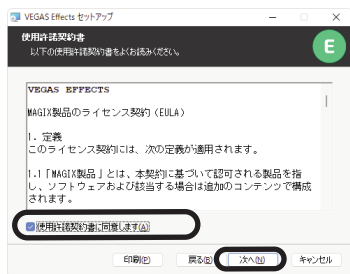 VEGAS Effects セットアップ
使用許諾契約書
以下の使用許諾契約書をよくお読みください。
E
VEGAS EFFECTS
MAGIX製品のライセンス契約 (EULA)
1. 定義
このライセンス契約には、次の定義が適用されます。
1.1「MAGIX製品」とは、本契約に基づいて認可される製品を指
し、ソフトウェアおよび該当する場合は追加のコンテンツで構成
されます。
使用許諾契約書に同意します(A)
印刷(P)
戻る(B)
次へ(N)
キャンセル